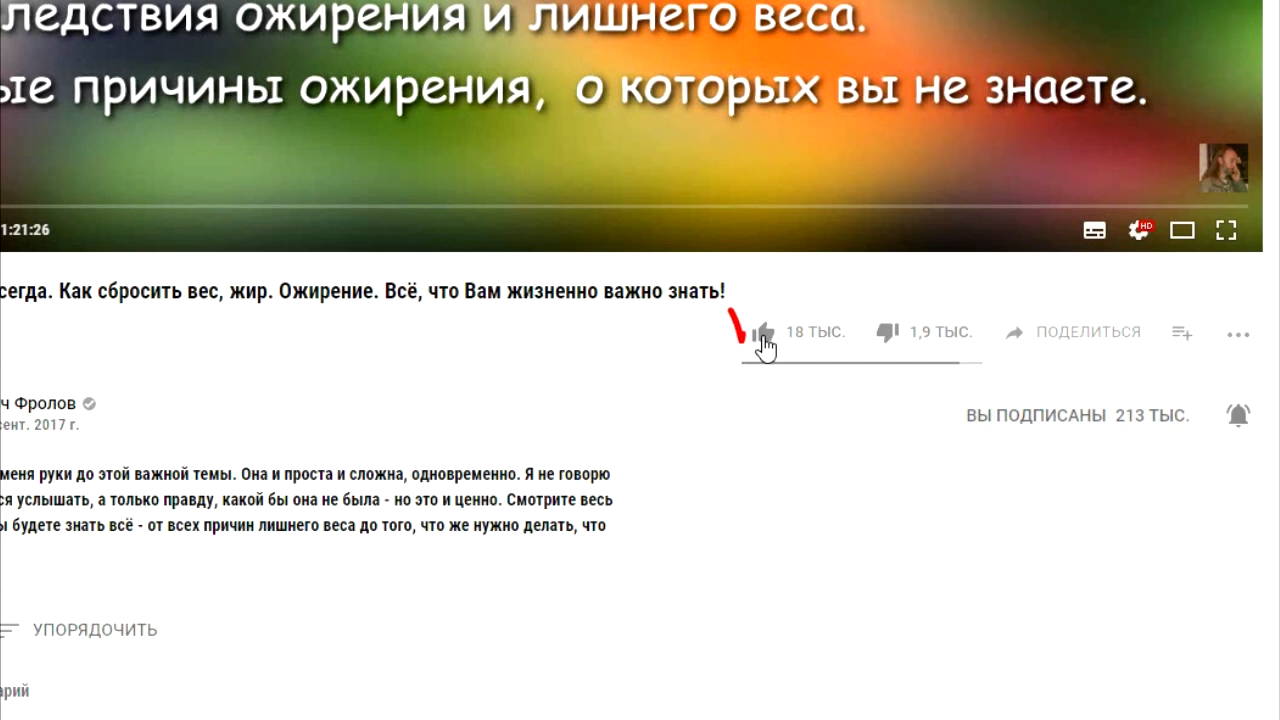 ледствия ожирения и лишнего веса.
ые причины ожирения, о которых вы не знаете.
1:21:26
HD
сегда. Как сбросить вес, жир. Ожирение. Всё, что Вам жизненно важно знать!
18 ТЫС. 1,9 ТЫС. ПОДЕЛИТЬСЯ
ч Фролов
сент. 2017 г.
ВЫ ПОДПИСАНЫ 213 ТЫС.
меня руки до этой важной темы. Она и проста и сложна, одновременно. Я не говорю
ся услышать, а только правду, какой бы она не была - но это и ценно. Смотрите весь
ы будете знать всё - от всех причин лишнего веса до того, что же нужно делать, что
УПОРЯДОЧИТЬ
арий